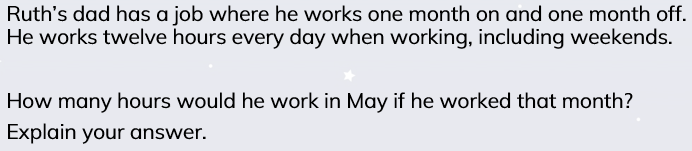 Ruth's dad has a job where he works one month on and one month off.
He works twelve hours every day when working, including weekends.
How many hours would he work in May if he worked that month?
Explain your answer.